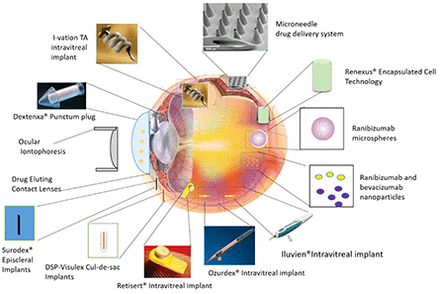 I-vation TA
intravitreal
implant
Microneedle
drug delivery system
Renexus® Encapsulated Cell
Technology
Dextenxa® Punctum plug
Ocular
Iontophoresis
Ranibizumab
microspheres
Drug Eluting
Contact Lenses
Ranibizumab and
bevacizumab
nanoparticles
Surodex®
Episcleral
Implants
DSP-Visulex Cul-de-sac
Implants
Iluvien®Intravitreal implant
Ozurdex® Intravitreal implant
Retisert® Intravitreal implant